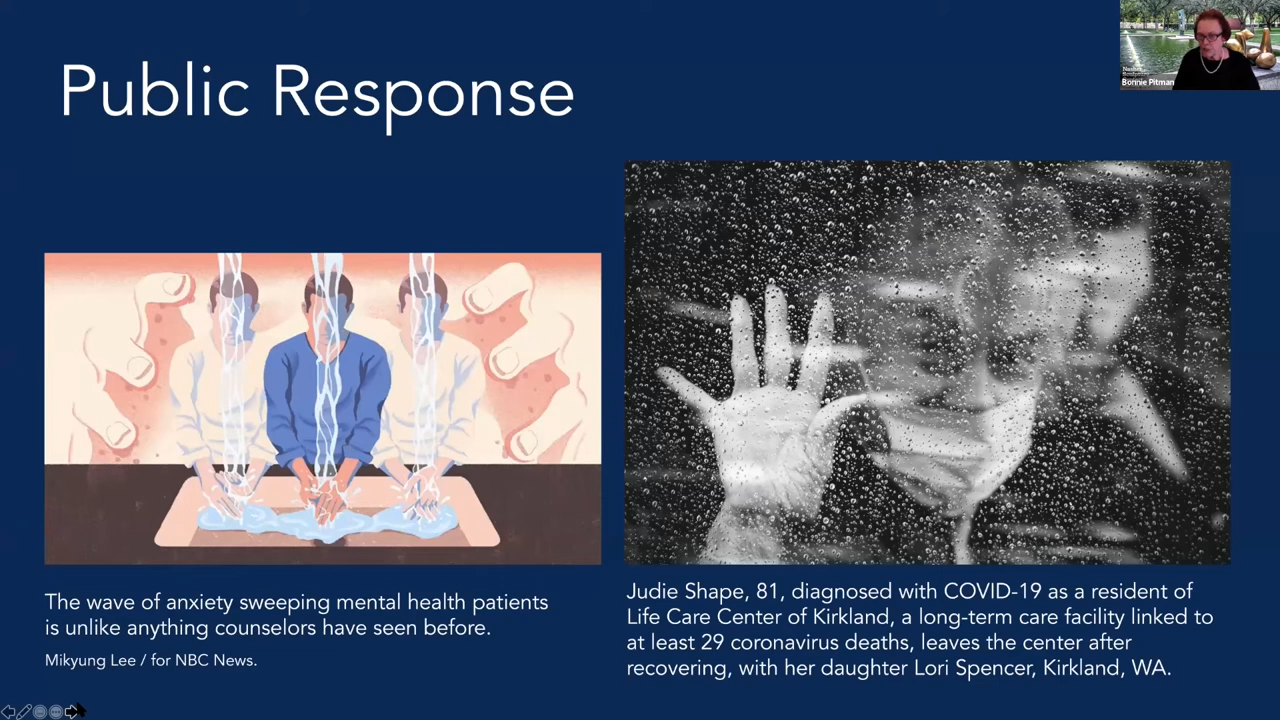 Public Response
Bonnie Pitman
The wave of anxiety sweeping mental health patients
is unlike anything counselors have seen before.
Mikyung Lee / for NBC News.
Judie Shape, 81, diagnosed with COVID-19 as a resident of
Life Care Center of Kirkland, a long-term care facility linked to
at least 29 coronavirus deaths, leaves the center after
recovering, with her daughter Lori Spencer, Kirkland, WA.